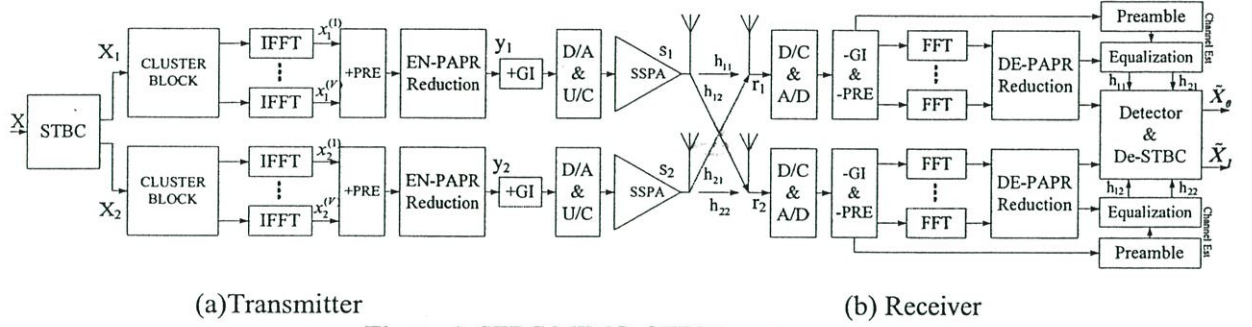 X
STBC
X1
CLUSTER
BLOCK
IFFT
x1(1)
IFFT
x1(V)
+PRE
EN-PAPR
Reduction
y1
+GI
D/A
&
U/C
SSPA
s1
h11
h12
r1
D/C
&
A/D
-GI
&
-PRE
FFT
FFT
DE-PAPR
Reduction
Preamble
Equalization
Channel Est
h11
h21
Detector
&
De-STBC
X̃0
X̃1
X2
CLUSTER
BLOCK
IFFT
x2(1)
IFFT
x2(V)
+PRE
EN-PAPR
Reduction
y2
+GI
D/A
&
U/C
SSPA
s2
h21
h22
r2
D/C
&
A/D
-GI
&
-PRE
FFT
FFT
DE-PAPR
Reduction
h12
h22
Equalization
Preamble
Channel Est
(a)Transmitter
(b) Receiver